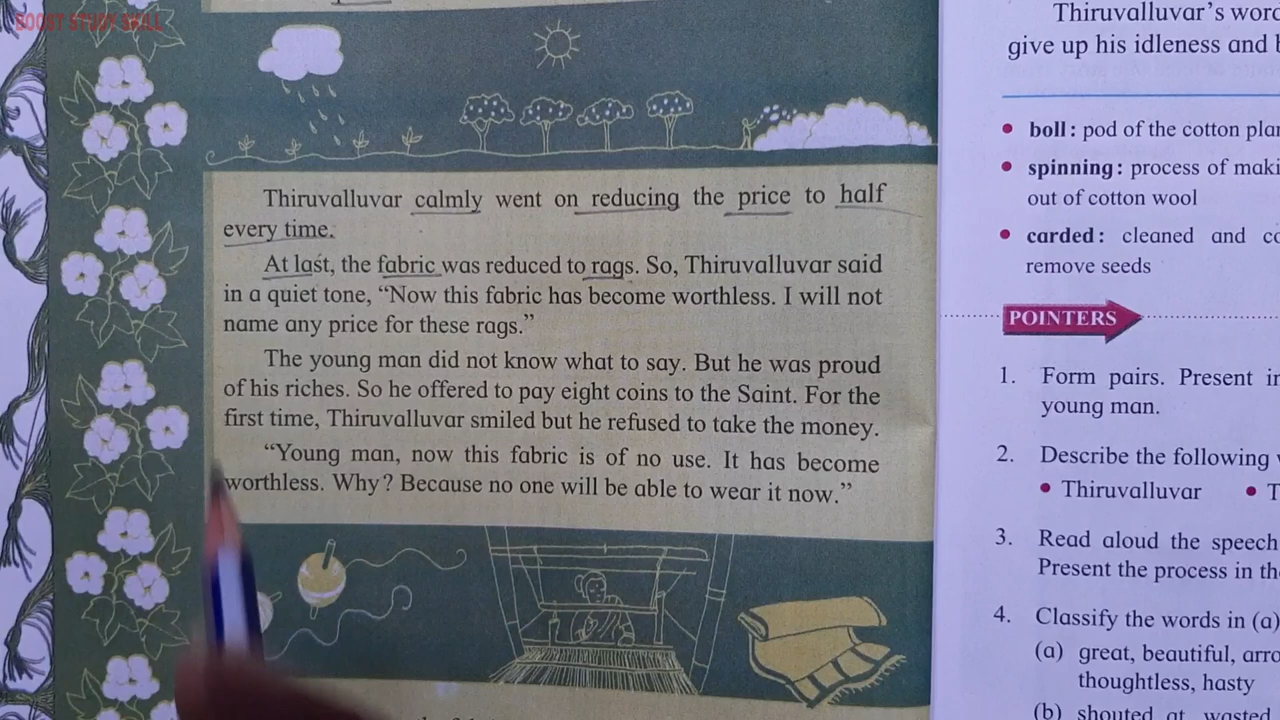 BOOST STUDY SKILL
Thiruvalluvar calmly went on reducing the price to half
every time.
At last, the fabric was reduced to rags. So, Thiruvalluvar said
in a quiet tone, “Now this fabric has become worthless. I will not
name any price for these rags.”
The young man did not know what to say. But he was proud
of his riches. So he offered to pay eight coins to the Saint. For the
first time, Thiruvalluvar smiled but he refused to take the money.
“Young man, now this fabric is of no use. It has become
worthless. Why? Because no one will be able to wear it now.”
Thiruvalluvar’s
give up his idleness and
• boll : pod of the cotton
• spinning : process of
out of cotton wool
• carded : cleaned and
remove seeds
POINTERS
1. Form pairs. Present
young man.
2. Describe the following
• Thiruvalluvar •
3. Read aloud the speech
Present the process in
4. Classify the words in (a)
(a) great, beautiful,
thoughtless, hasty
(b) shouted at, wasted